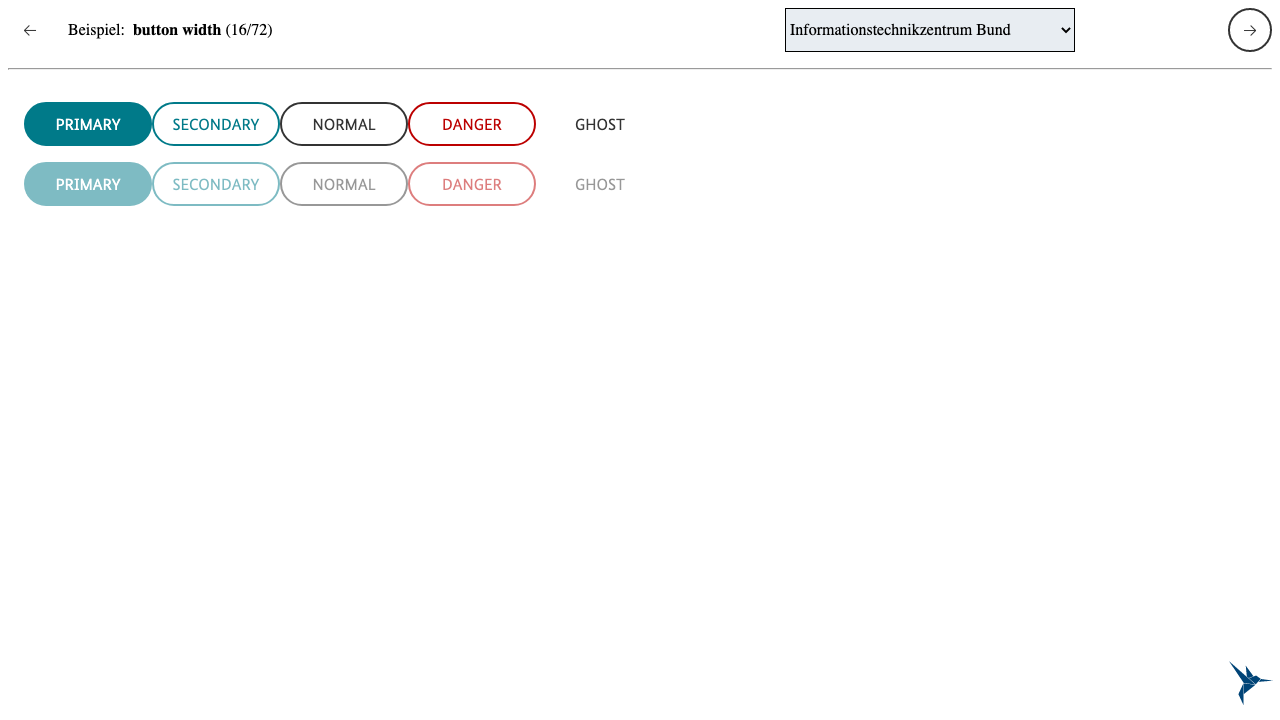 Beispiel: button width (16/72) Informationstechnikzentrum Bund
PRIMARY SECONDARY NORMAL DANGER GHOST
PRIMARY SECONDARY NORMAL DANGER GHOST